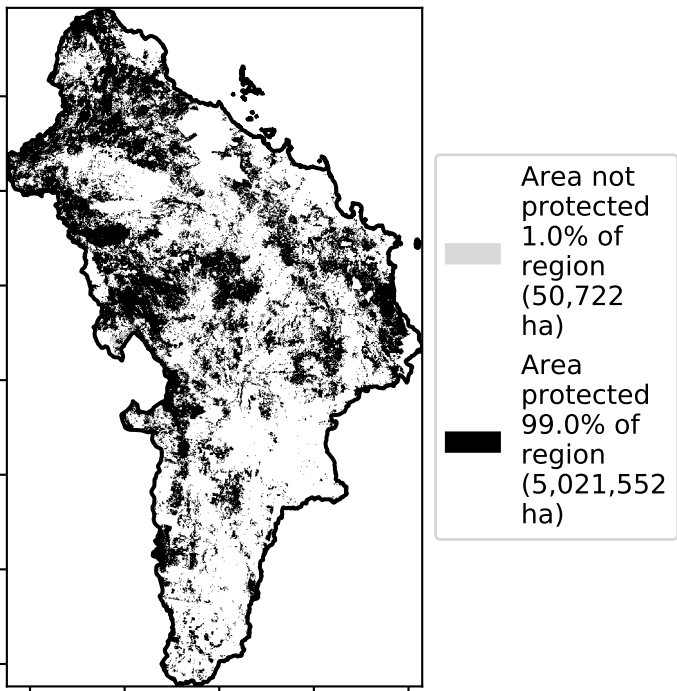 Area not
protected
1.0% of
region
(50,722
ha)
Area
protected
99.0% of
region
(5,021,552
ha)